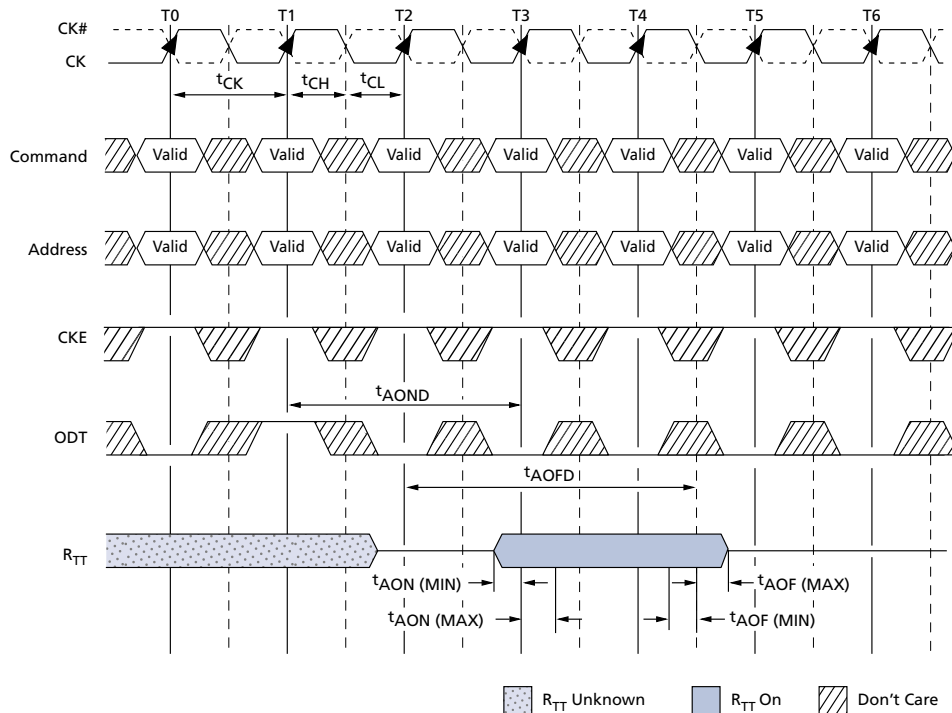 T0 T1 T2 T3 T4 T5 T6
CK#
CK
tCK tCH tCL
Command Valid Valid Valid Valid Valid Valid Valid
Address Valid Valid Valid Valid Valid Valid Valid
CKE
tAOND
ODT
tAOFD
RTT
tAON (MIN) tAOF (MAX)
tAON (MAX) tAOF (MIN)
RTT Unknown RTT On Don't Care